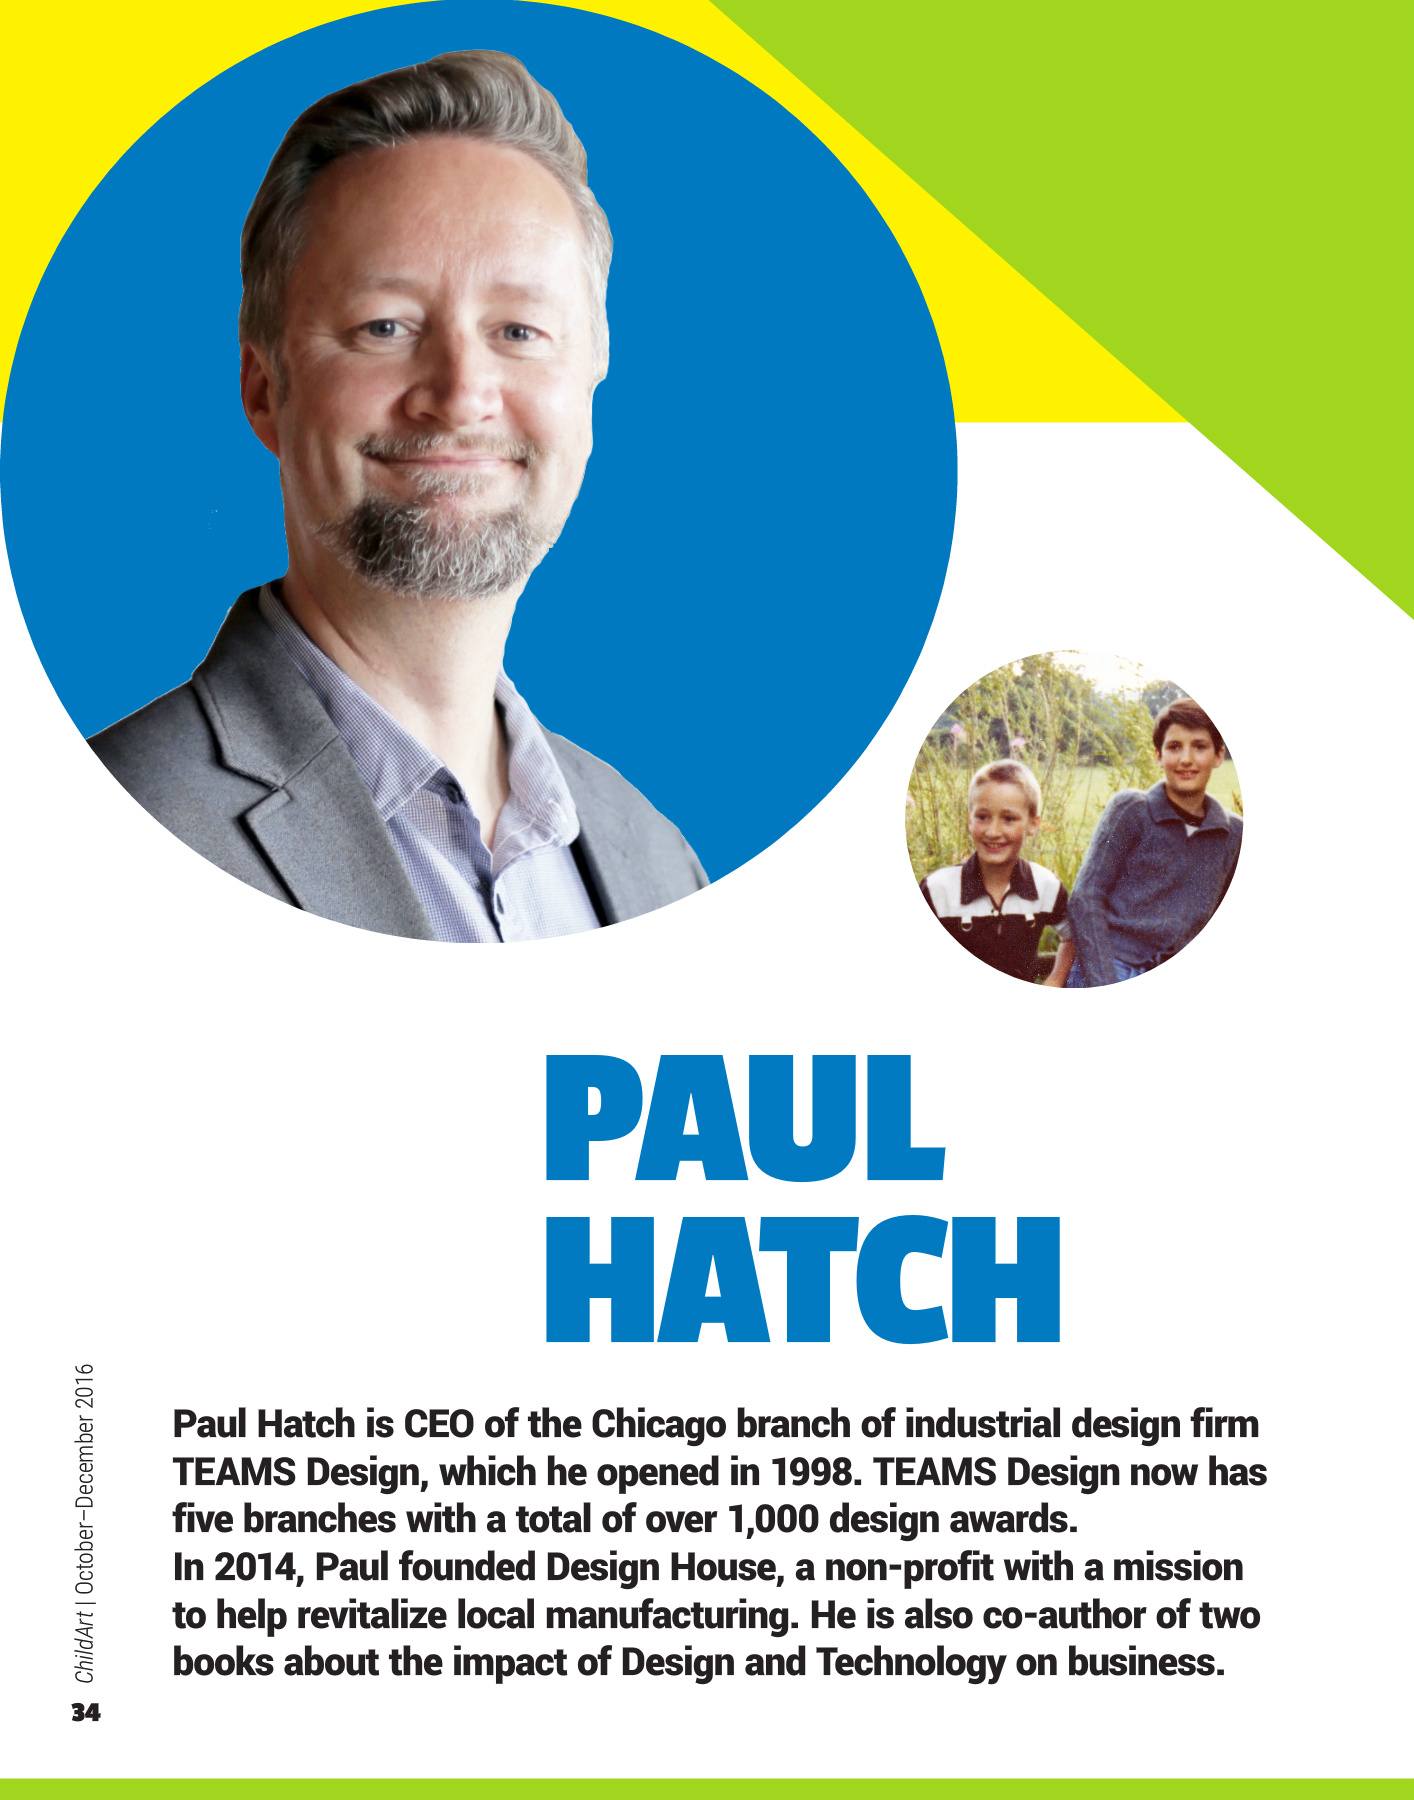 PAUL
HATCH
Paul Hatch is CEO of the Chicago branch of industrial design firm
TEAMS Design, which he opened in 1998. TEAMS Design now has
five branches with a total of over 1,000 design awards.
In 2014, Paul founded Design House, a non-profit with a mission
to help revitalize local manufacturing. He is also co-author of two
books about the impact of Design and Technology on business.
ChildArt | October–December 2016
34